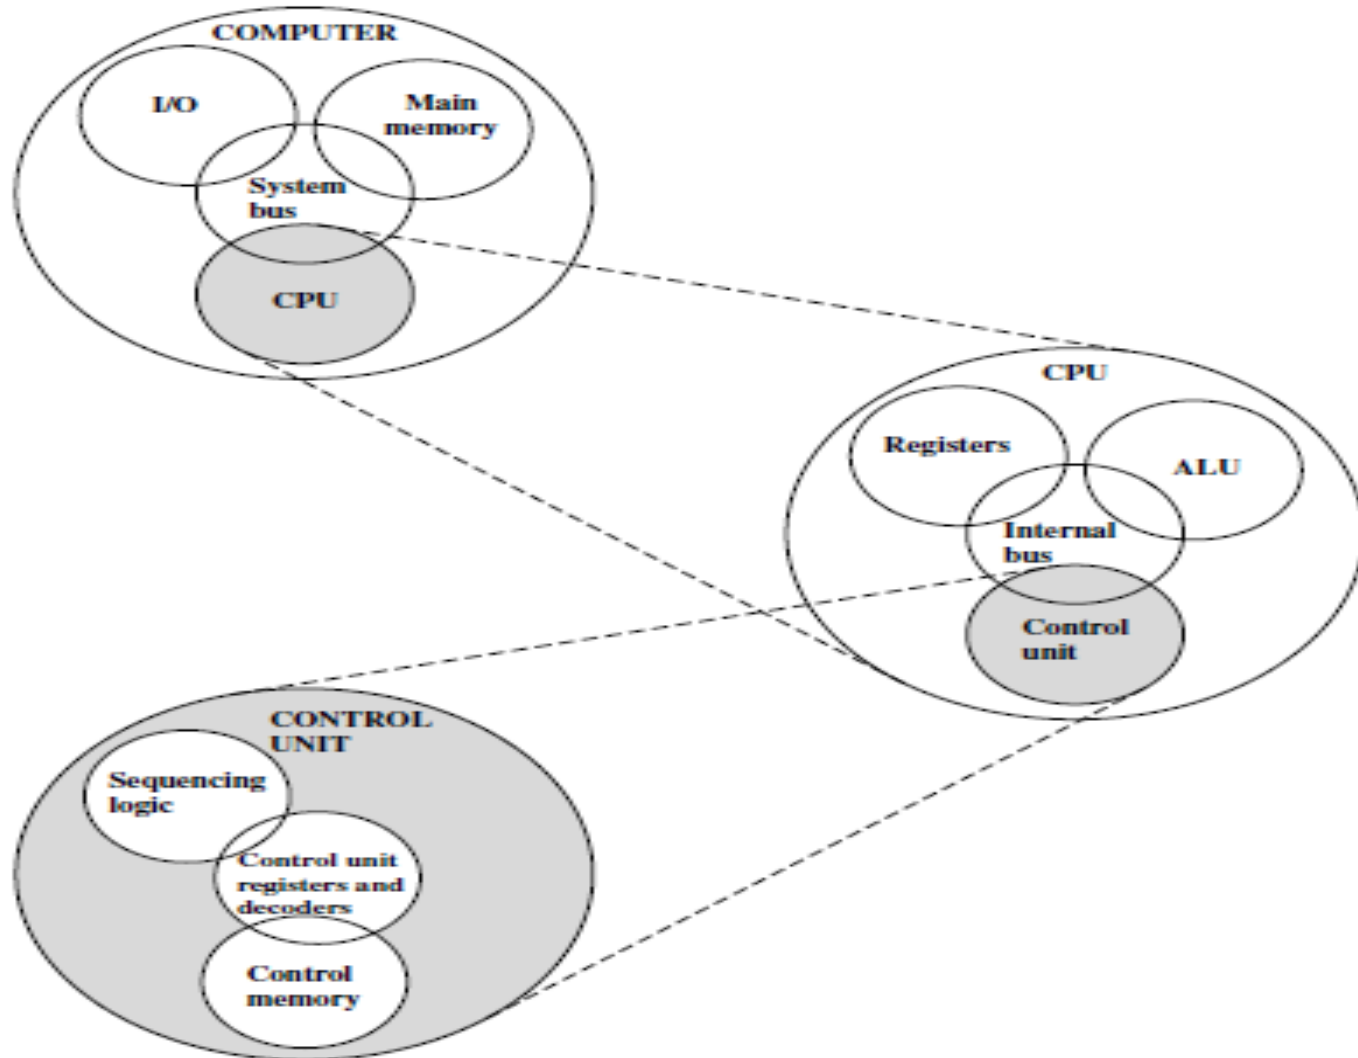 COMPUTER
I/O
Main
memory
System
bus
CPU
CPU
Registers
ALU
Internal
bus
Control
unit
CONTROL
UNIT
Sequencing
logic
Control unit
registers and
decoders
Control
memory